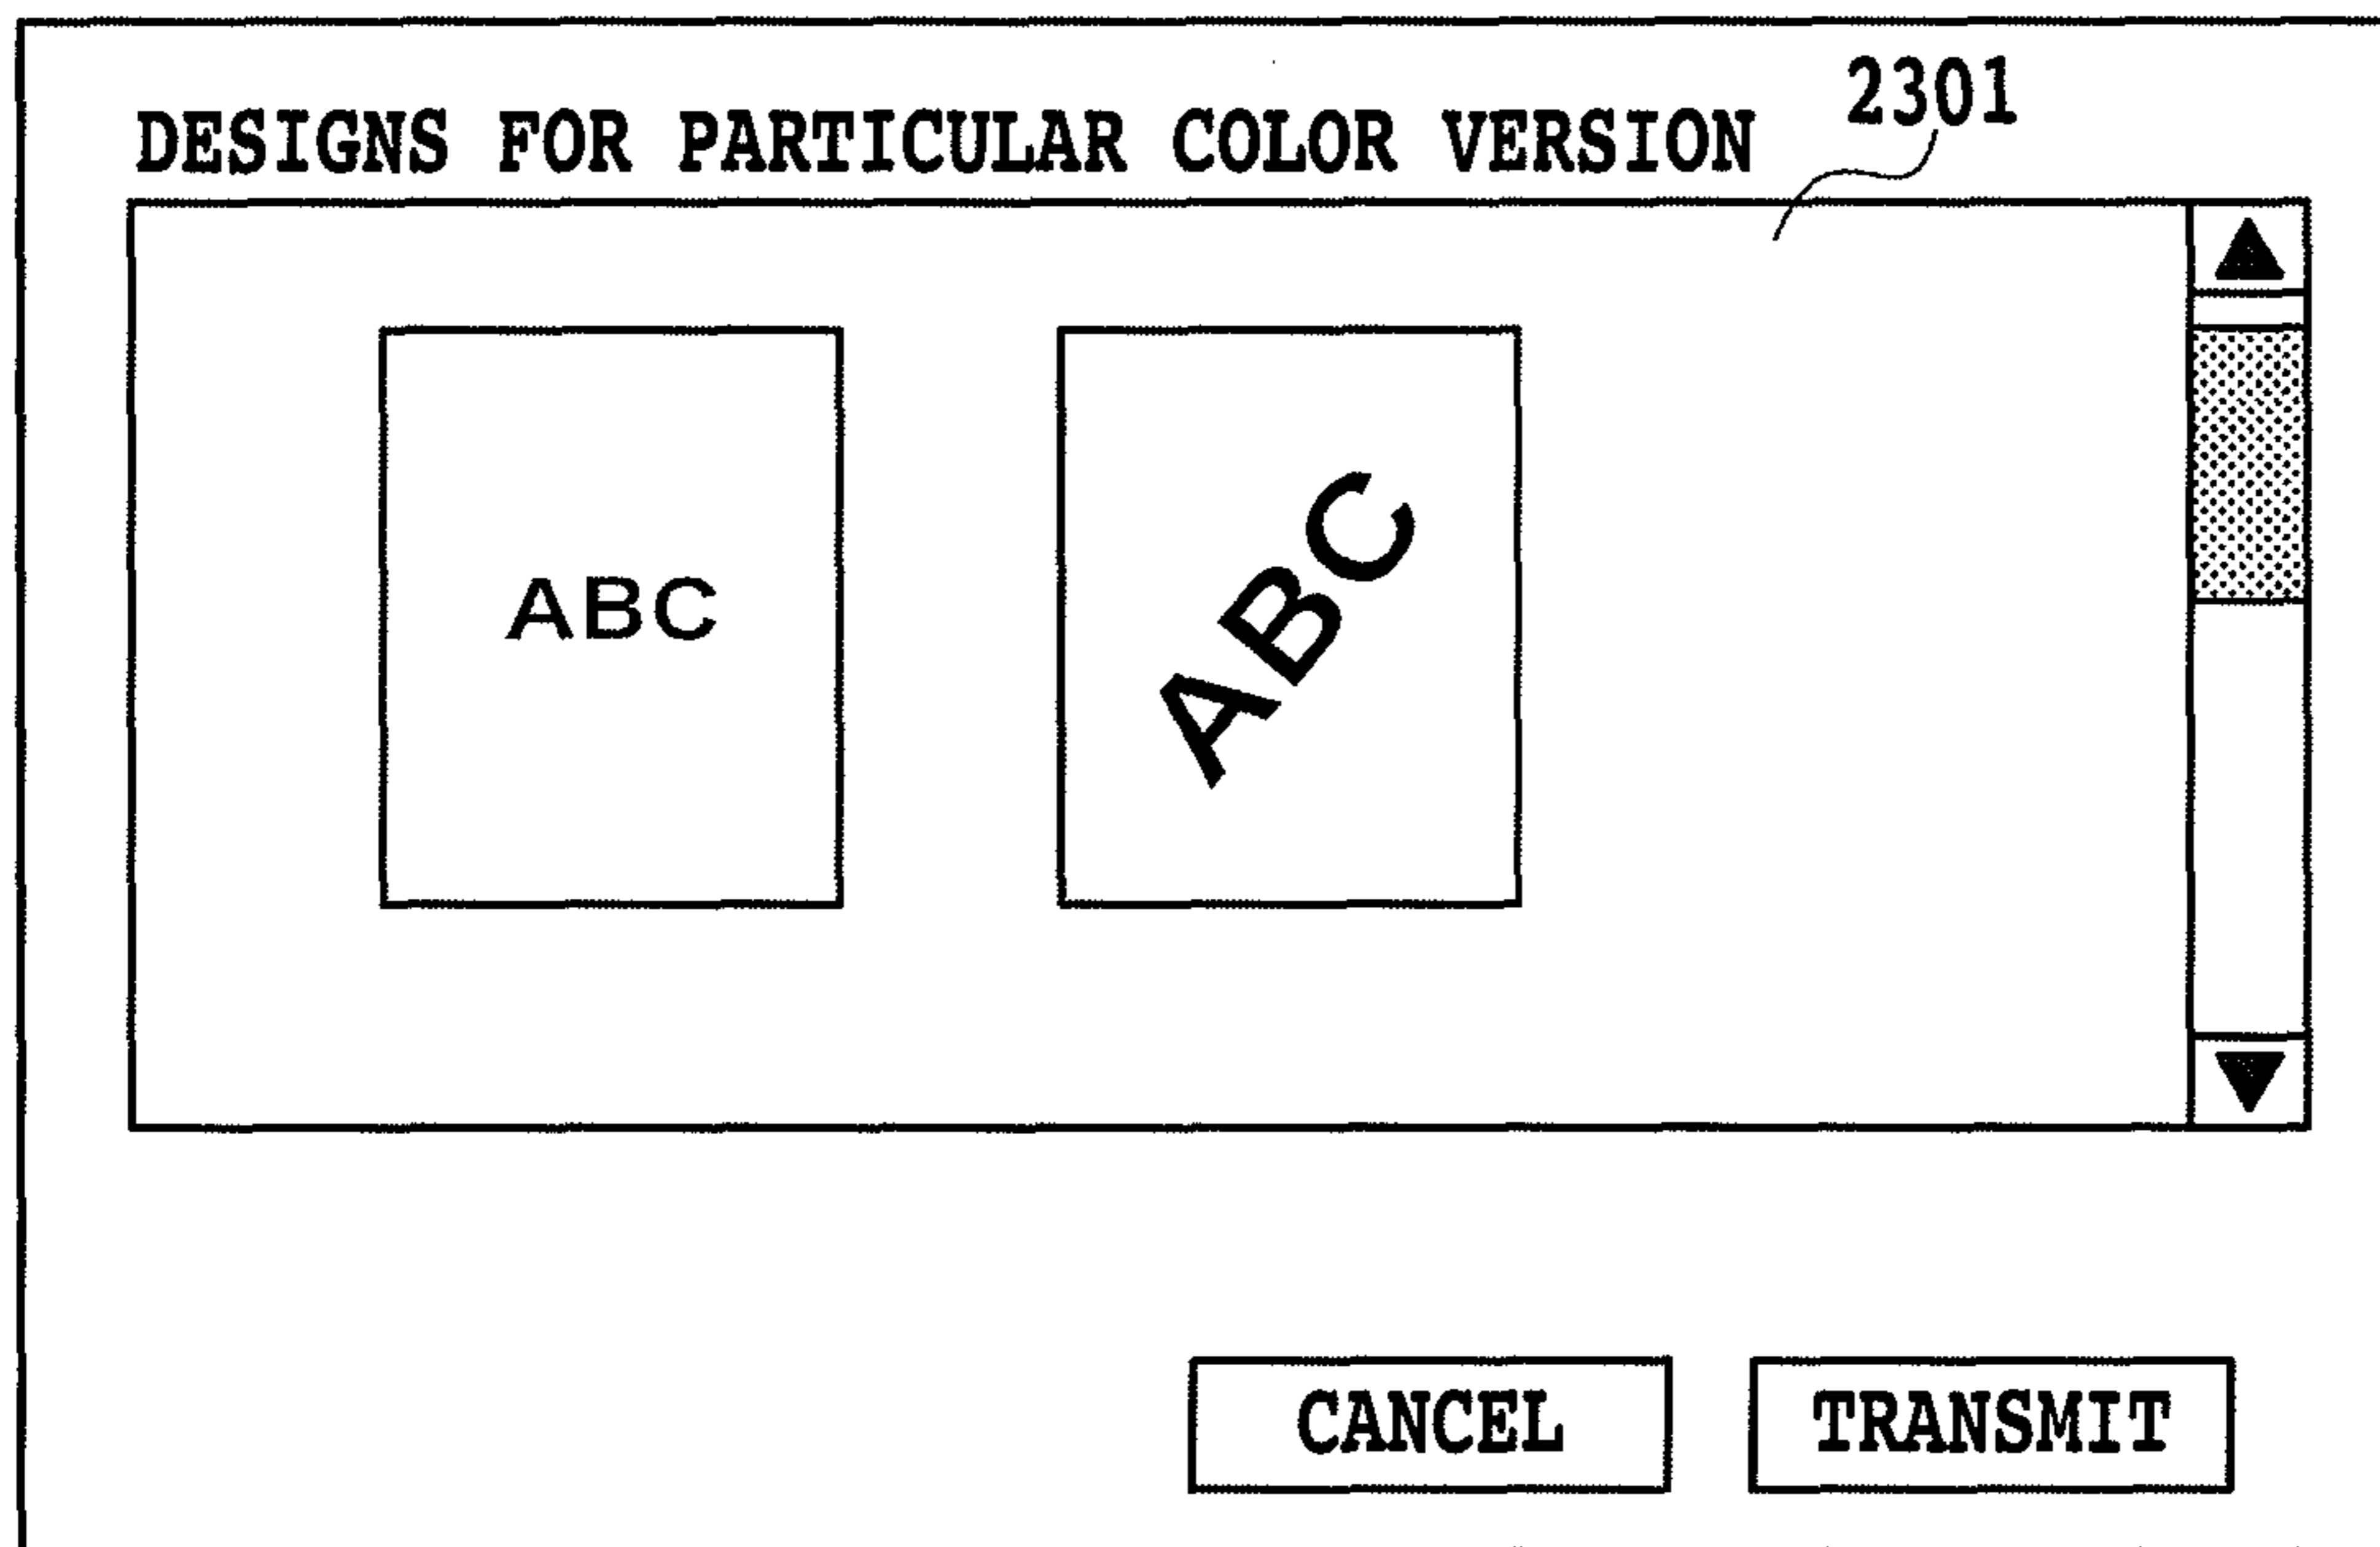 2301
DESIGNS FOR PARTICULAR COLOR VERSION
ABC
ABC
CANCEL
TRANSMIT